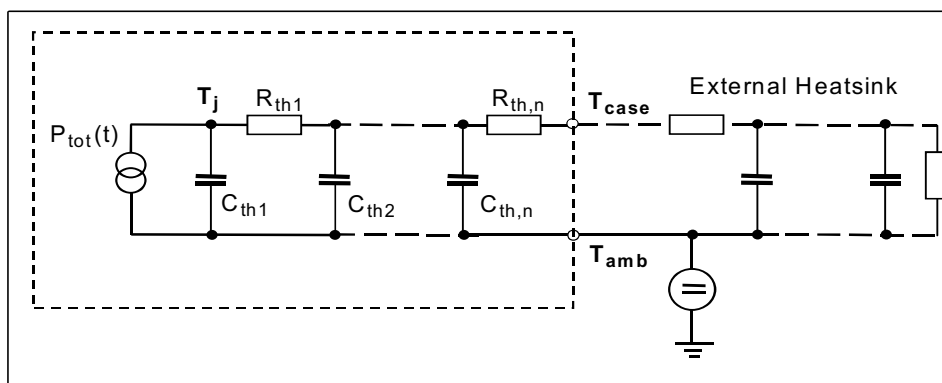 External Heatsink
T_j
R_th1
R_th,n
T_case
P_tot(t)
C_th1
C_th2
C_th,n
T_amb